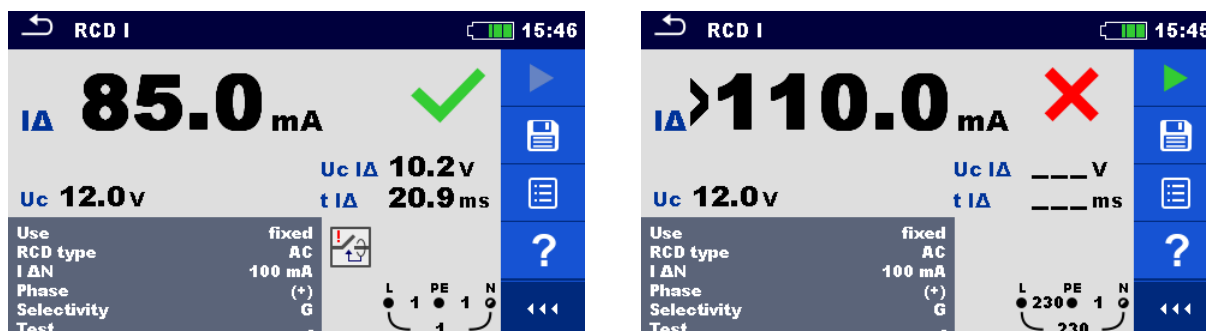 RCD I 15:46
IΔ 85.0 mA
Uc IΔ 10.2 V
Uc 12.0 V t IΔ 20.9 ms
Use fixed
RCD type AC
I ΔN 100 mA
Phase (+)
Selectivity G
Test -
L PE N
1 1
1
?
RCD I 15:45
IΔ >110.0 mA
Uc IΔ ___ V
Uc 12.0 V t IΔ ___ ms
Use fixed
RCD type AC
I ΔN 100 mA
Phase (+)
Selectivity G
Test -
L PE N
230 1
230
?